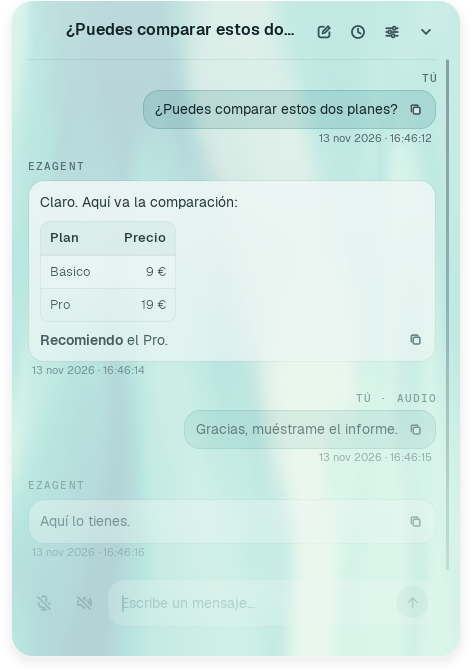 ¿Puedes comparar estos do...
TÚ
¿Puedes comparar estos dos planes?
13 nov 2026 · 16:46:12
EZAGENT
Claro. Aquí va la comparación:
Plan Precio
Básico 9 €
Pro 19 €
Recomiendo el Pro.
13 nov 2026 · 16:46:14
TÚ · AUDIO
Gracias, muéstrame el informe.
13 nov 2026 · 16:46:15
EZAGENT
Aquí lo tienes.
13 nov 2026 · 16:46:16
Escribe un mensaje...